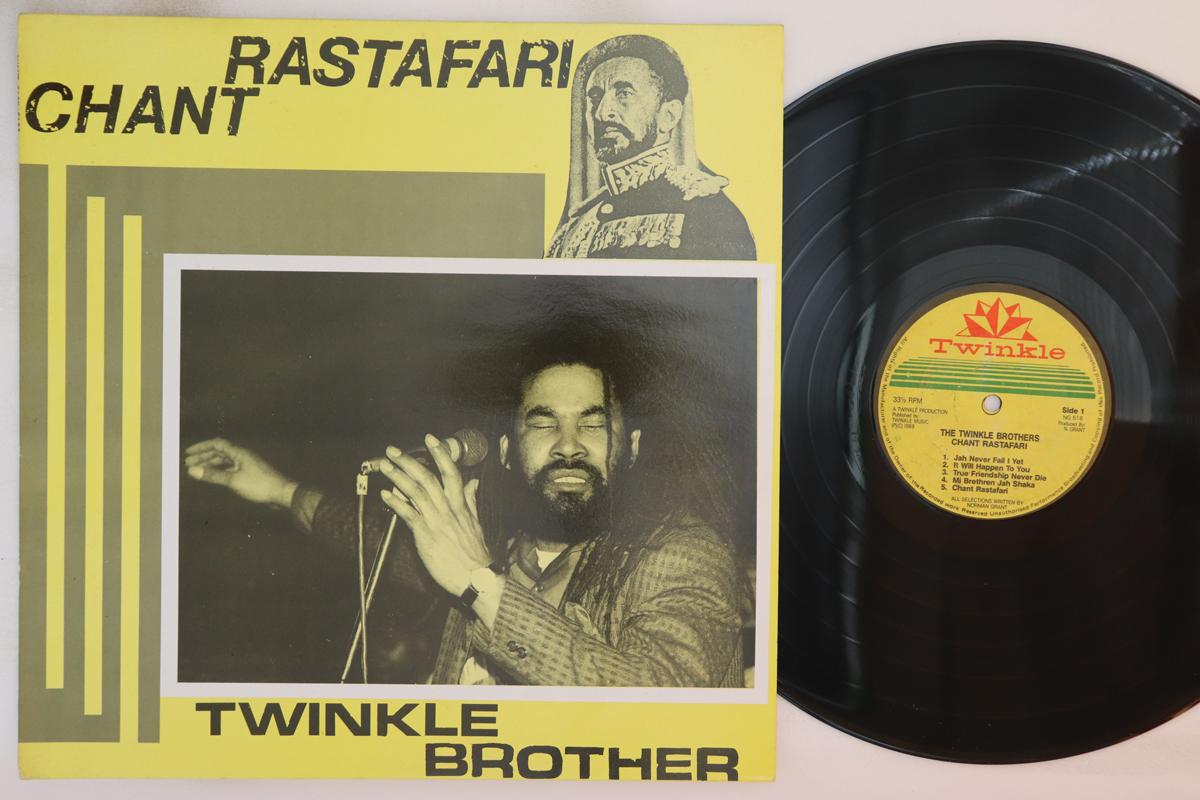 CHANT RASTAFARI
TWINKLE
BROTHER
Twinkle
33⅓ RPM
A TWINKLE PRODUCTION
Published by:
TWINKLE MUSIC
Side 1
NG 516
Produced By:
N. GRANT
THE TWINKLE BROTHERS
CHANT RASTAFARI
1. Jah Never Fail I Yet
2. It Will Happen To You
3. True Friendship Never Die
4. Mi Brethren Jah Shaka
5. Chant Rastafari
ALL SELECTIONS WRITTEN BY
NORMAN GRANT